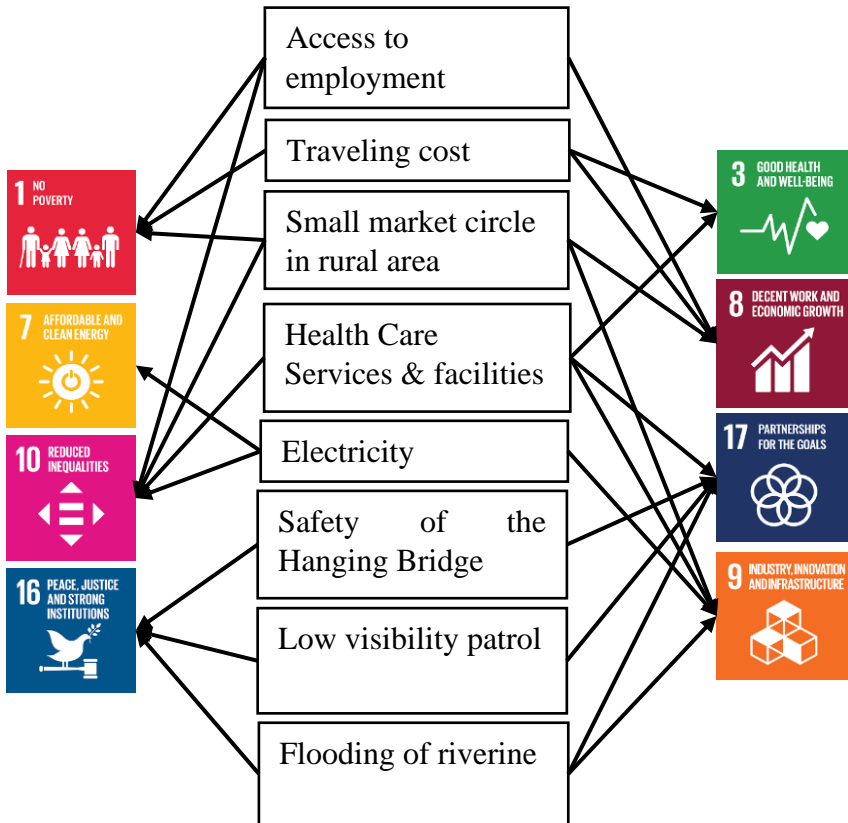 Access to
employment
Traveling cost
Small market circle
in rural area
Health Care
Services & facilities
Electricity
Safety of the
Hanging Bridge
Low visibility patrol
Flooding of riverine
1 NO
POVERTY
7 AFFORDABLE AND
CLEAN ENERGY
10 REDUCED
INEQUALITIES
16 PEACE, JUSTICE
AND STRONG
INSTITUTIONS
3 GOOD HEALTH
AND WELL-BEING
8 DECENT WORK AND
ECONOMIC GROWTH
17 PARTNERSHIPS
FOR THE GOALS
9 INDUSTRY, INNOVATION
AND INFRASTRUCTURE